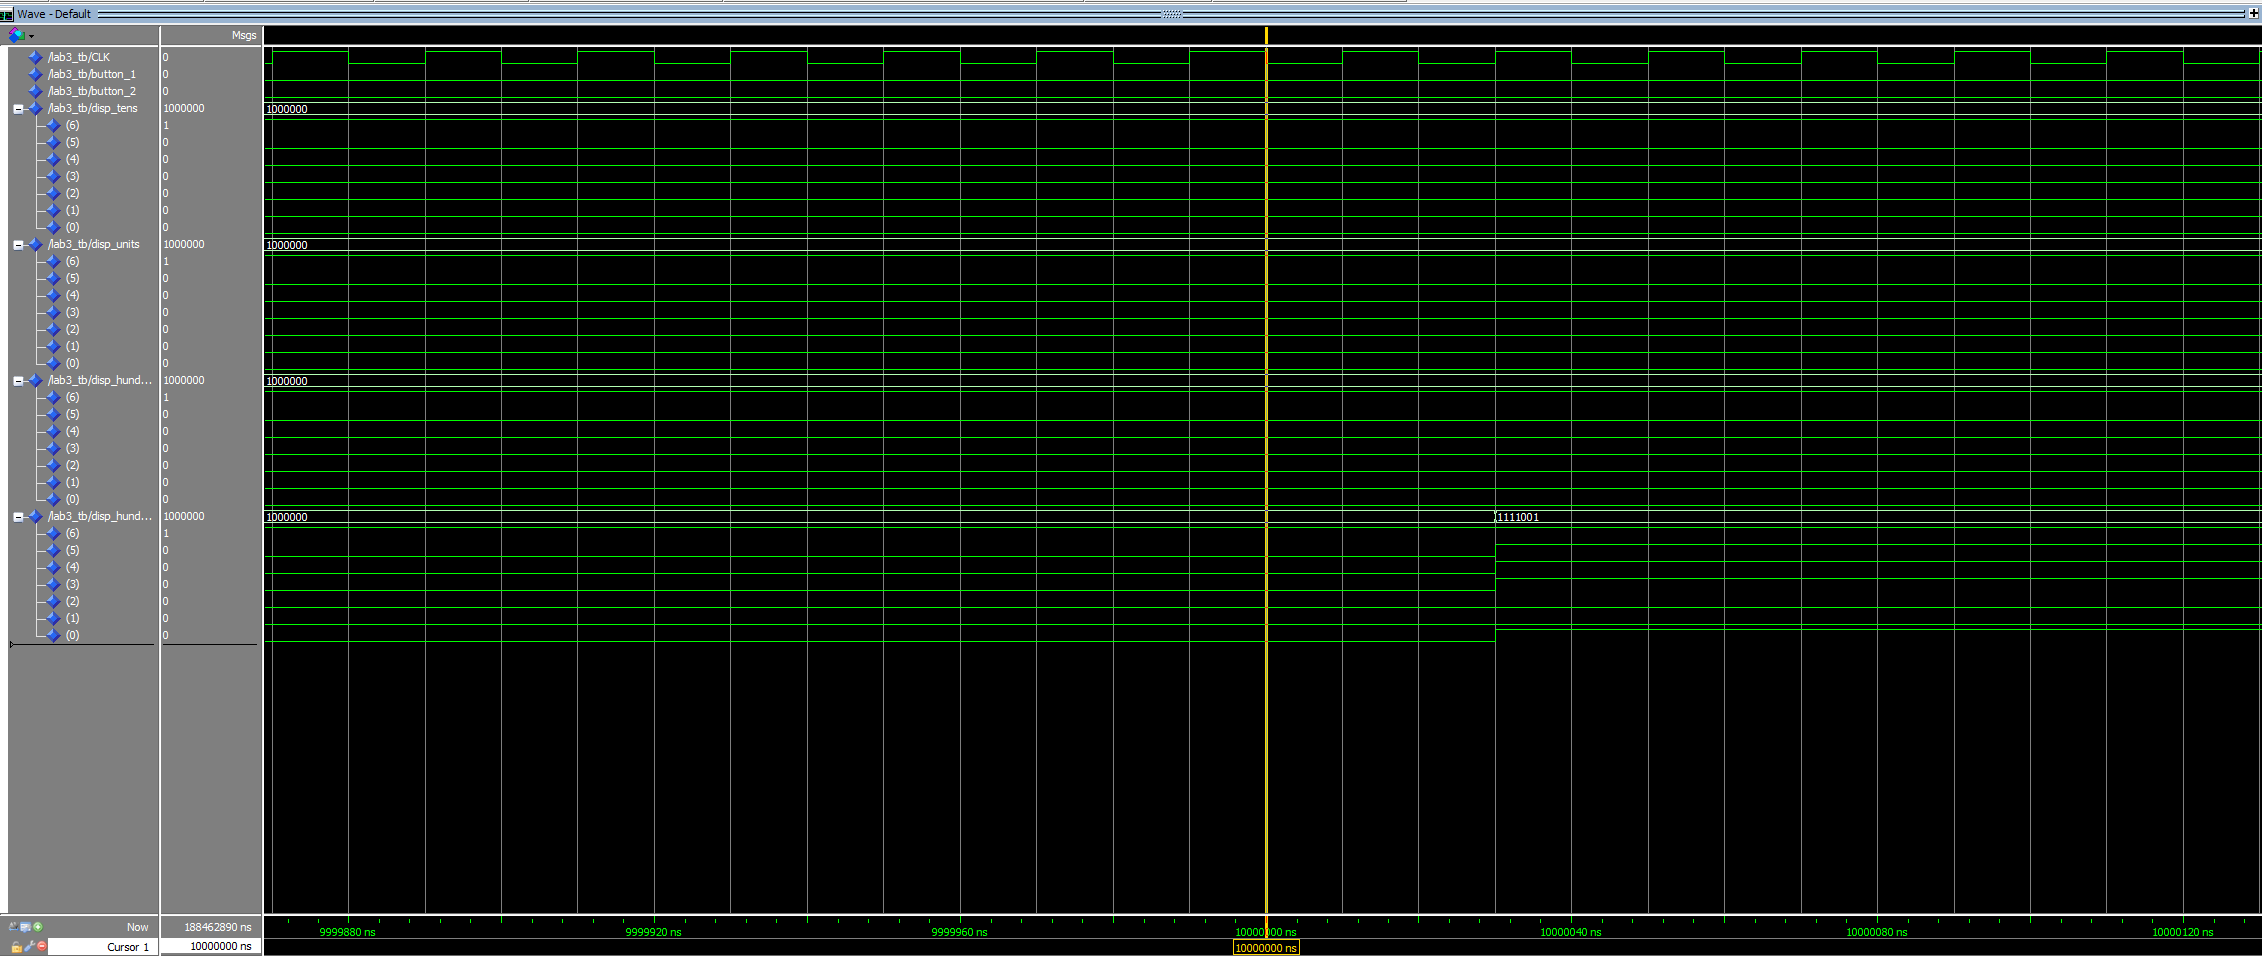 Wave - Default
Msgs
/lab3_tb/CLK 0
/lab3_tb/button_1 0
/lab3_tb/button_2 0
/lab3_tb/disp_tens 1000000 1000000
(6) 1
(5) 0
(4) 0
(3) 0
(2) 0
(1) 0
(0) 0
/lab3_tb/disp_units 1000000 1000000
(6) 1
(5) 0
(4) 0
(3) 0
(2) 0
(1) 0
(0) 0
/lab3_tb/disp_hund... 1000000 1000000
(6) 1
(5) 0
(4) 0
(3) 0
(2) 0
(1) 0
(0) 0
/lab3_tb/disp_hund... 1000000 1000000 1111001
(6) 1
(5) 0
(4) 0
(3) 0
(2) 0
(1) 0
(0) 0
Now 188462890 ns
9999880 ns 9999920 ns 9999960 ns 10000000 ns 10000040 ns 10000080 ns 10000120 ns
Cursor 1 10000000 ns 10000000 ns